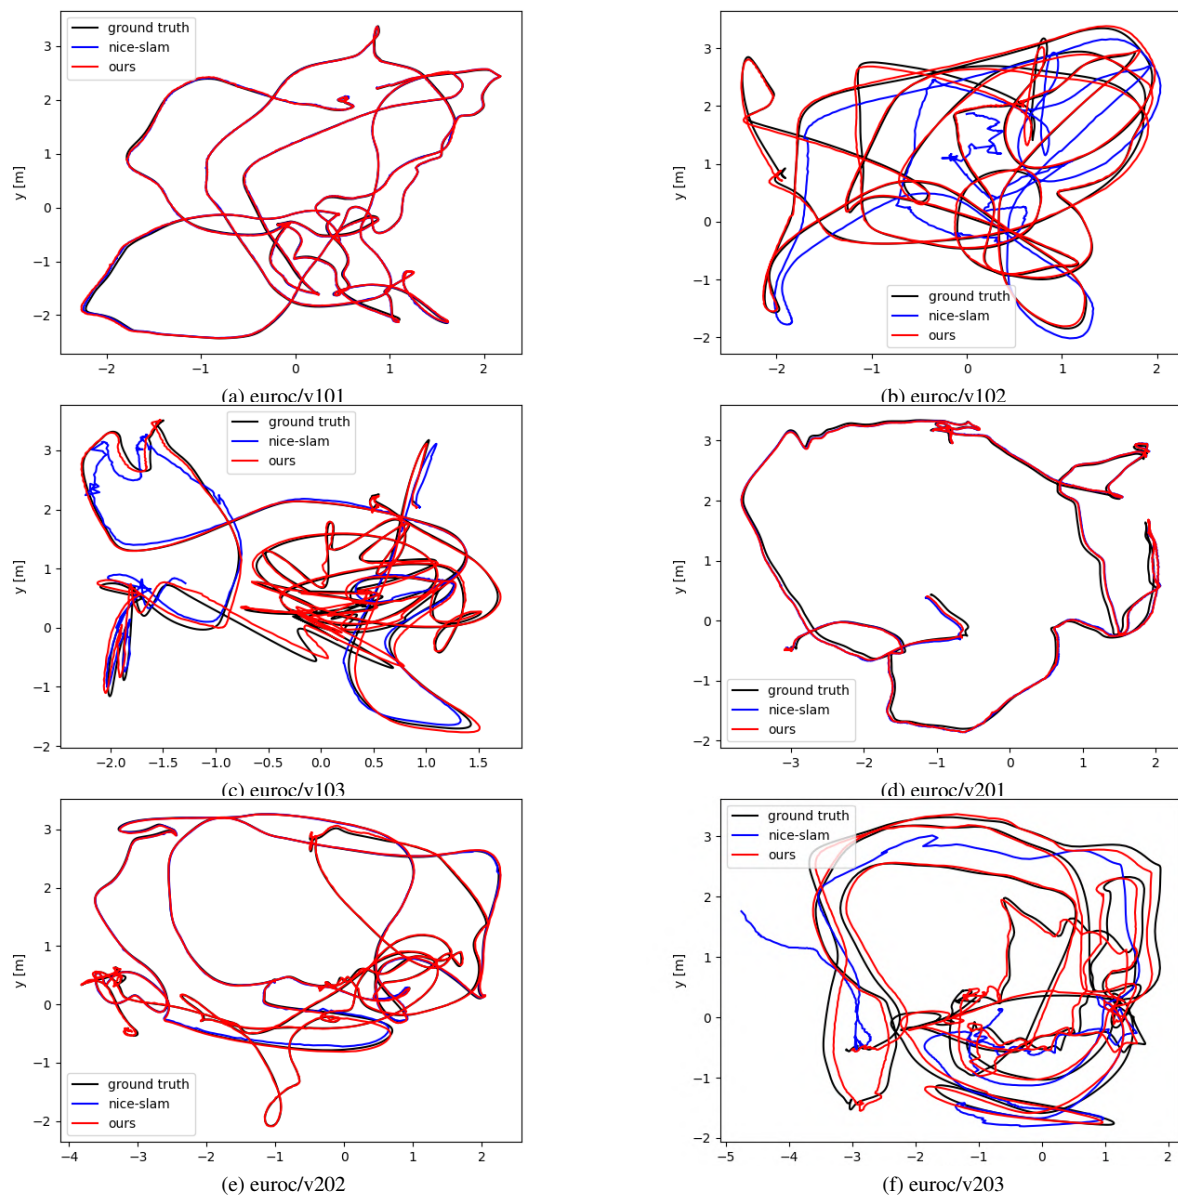 ground truth
nice-slam
ours
3
2
1
0
−1
−2
y [m]
−2 −1 0 1 2
(a) euroc/v101
ground truth
nice-slam
ours
3
2
1
0
−1
−2
y [m]
−2 −1 0 1 2
(b) euroc/v102
ground truth
nice-slam
ours
3
2
1
0
−1
−2
y [m]
−2.0 −1.5 −1.0 −0.5 0.0 0.5 1.0 1.5
(c) euroc/v103
ground truth
nice-slam
ours
3
2
1
0
−1
−2
y [m]
−3 −2 −1 0 1 2
(d) euroc/v201
ground truth
nice-slam
ours
3
2
1
0
−1
−2
y [m]
−4 −3 −2 −1 0 1 2
(e) euroc/v202
ground truth
nice-slam
ours
3
2
1
0
−1
−2
y [m]
−5 −4 −3 −2 −1 0 1 2
(f) euroc/v203